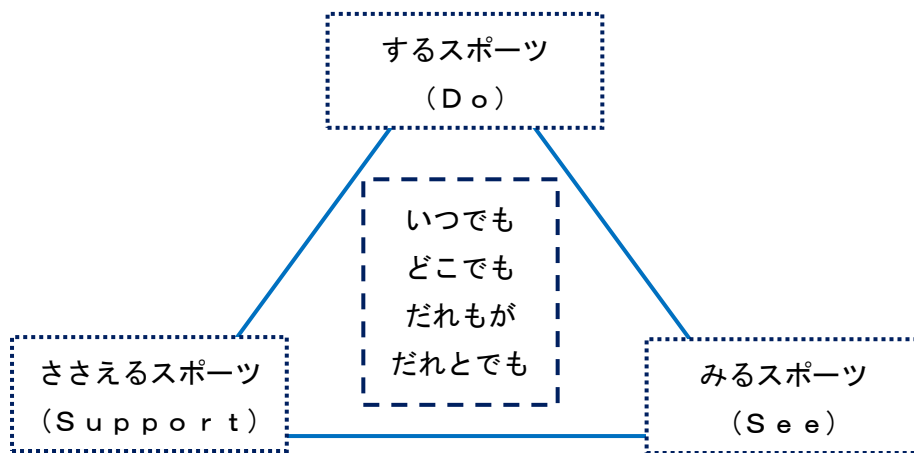 するスポーツ
（Ｄｏ）
いつでも
どこでも
だれもが
だれとでも
ささえるスポーツ
（Ｓｕｐｐｏｒｔ）
みるスポーツ
（Ｓｅｅ）